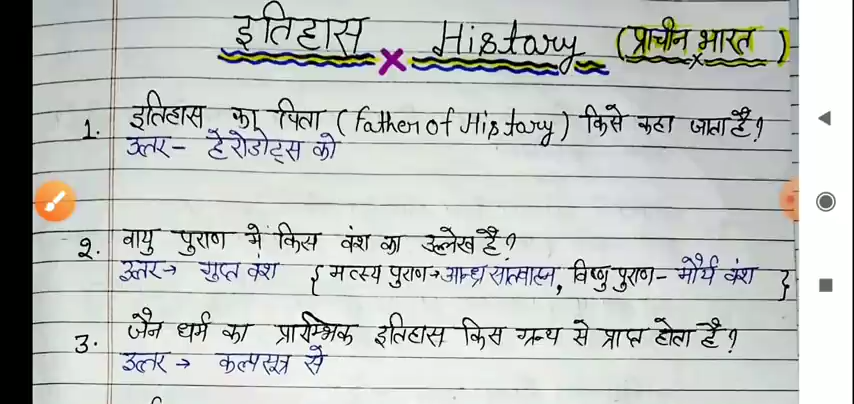 इतिहास × History (प्राचीन भारत)
1. इतिहास का पिता (father of History) किसे कहा जाता है?
उत्तर - हेरोडोट्स को
2. वायु पुराण में किस वंश का उल्लेख है?
उत्तर → गुप्त वंश { मत्स्य पुराण → आन्ध्र सातवाहन, विष्णु पुराण - मौर्य वंश }
3. जैन धर्म का प्रारम्भिक इतिहास किस ग्रन्थ से प्राप्त होता है?
उत्तर → कल्पसूत्र से